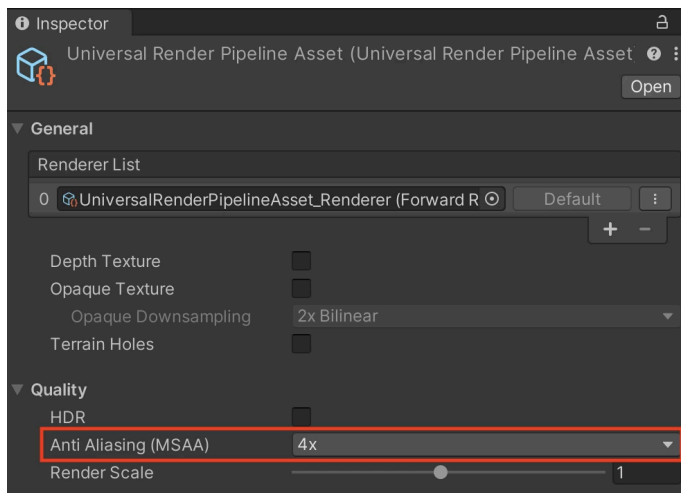 Inspector
Universal Render Pipeline Asset (Universal Render Pipeline Asset
Open
General
Renderer List
0 UniversalRenderPipelineAsset_Renderer (Forward R Default
+ −
Depth Texture
Opaque Texture
Opaque Downsampling 2x Bilinear
Terrain Holes
Quality
HDR
Anti Aliasing (MSAA) 4x
Render Scale 1